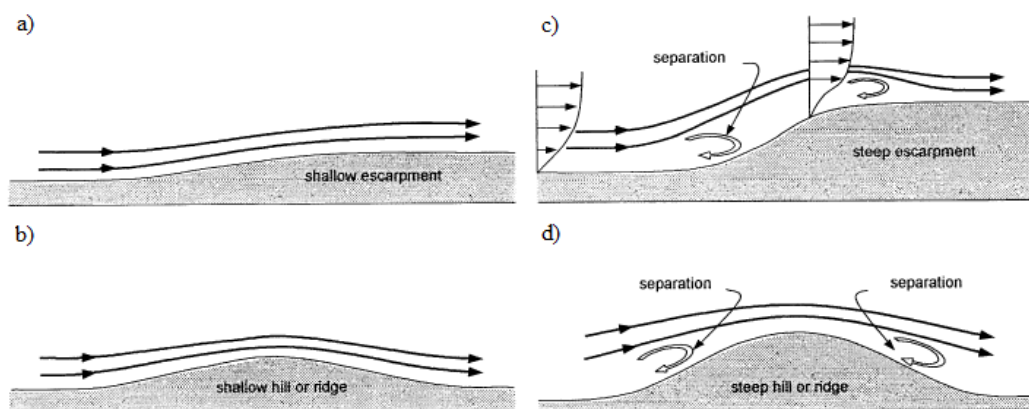 a)
shallow escarpment
b)
shallow hill or ridge
c)
separation
steep escarpment
d)
separation
separation
steep hill or ridge